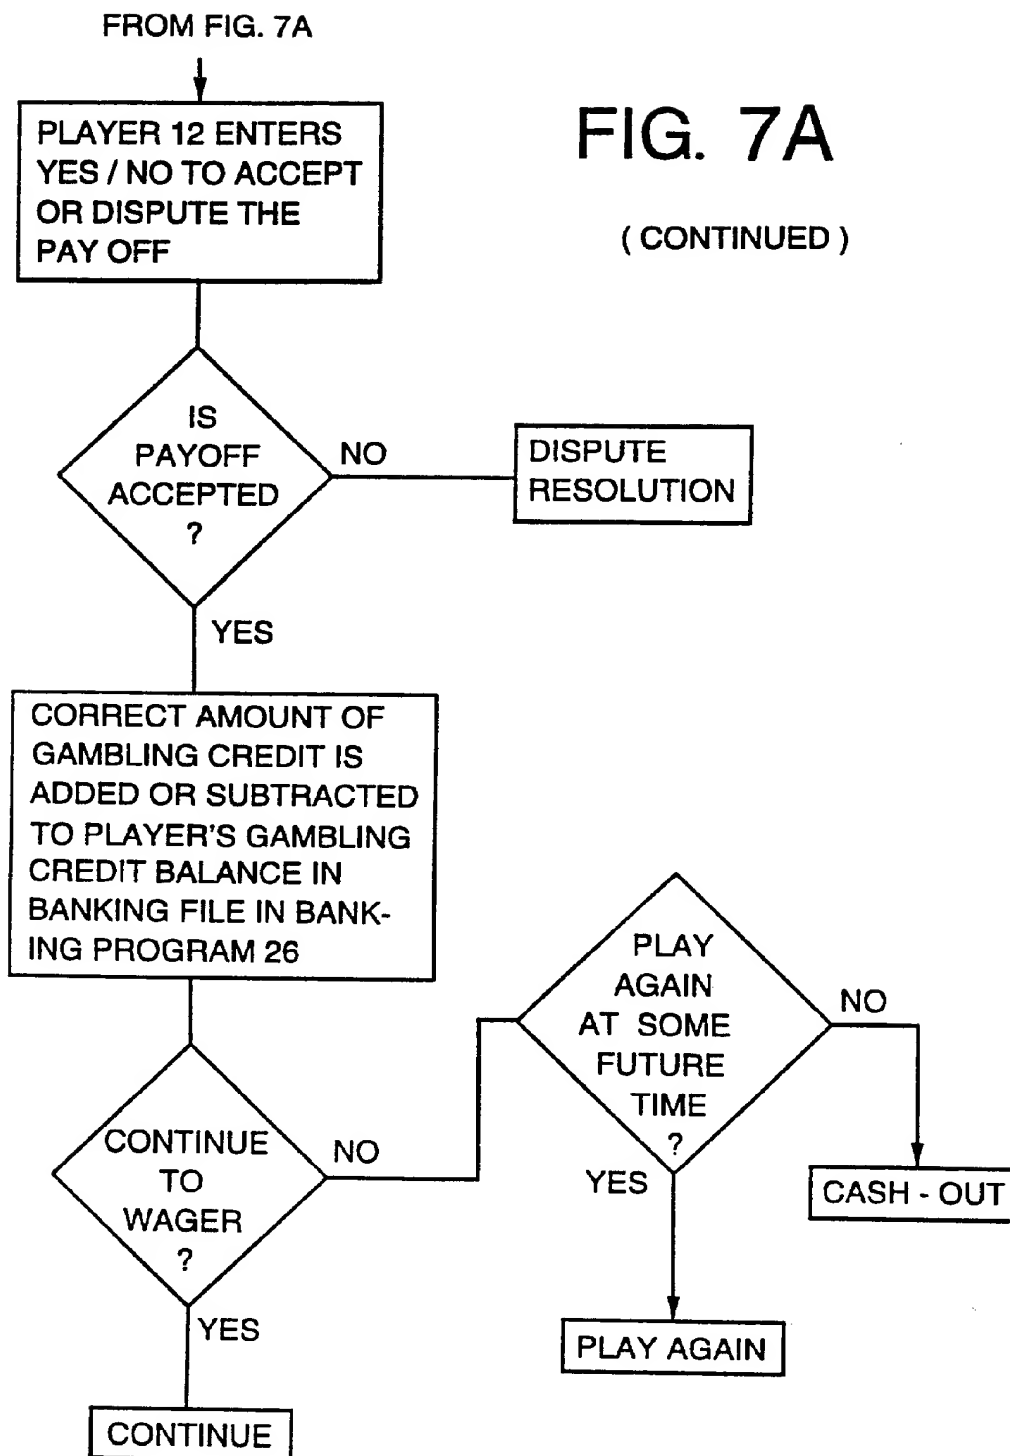 FROM FIG. 7A
FIG. 7A
( CONTINUED )
PLAYER 12 ENTERS
YES / NO TO ACCEPT
OR DISPUTE THE
PAY OFF
IS
PAYOFF
ACCEPTED
?
NO
DISPUTE
RESOLUTION
YES
CORRECT AMOUNT OF
GAMBLING CREDIT IS
ADDED OR SUBTRACTED
TO PLAYER'S GAMBLING
CREDIT BALANCE IN
BANKING FILE IN BANK-
ING PROGRAM 26
CONTINUE
TO
WAGER
?
NO
PLAY
AGAIN
AT SOME
FUTURE
TIME
?
NO
CASH - OUT
YES
PLAY AGAIN
YES
CONTINUE